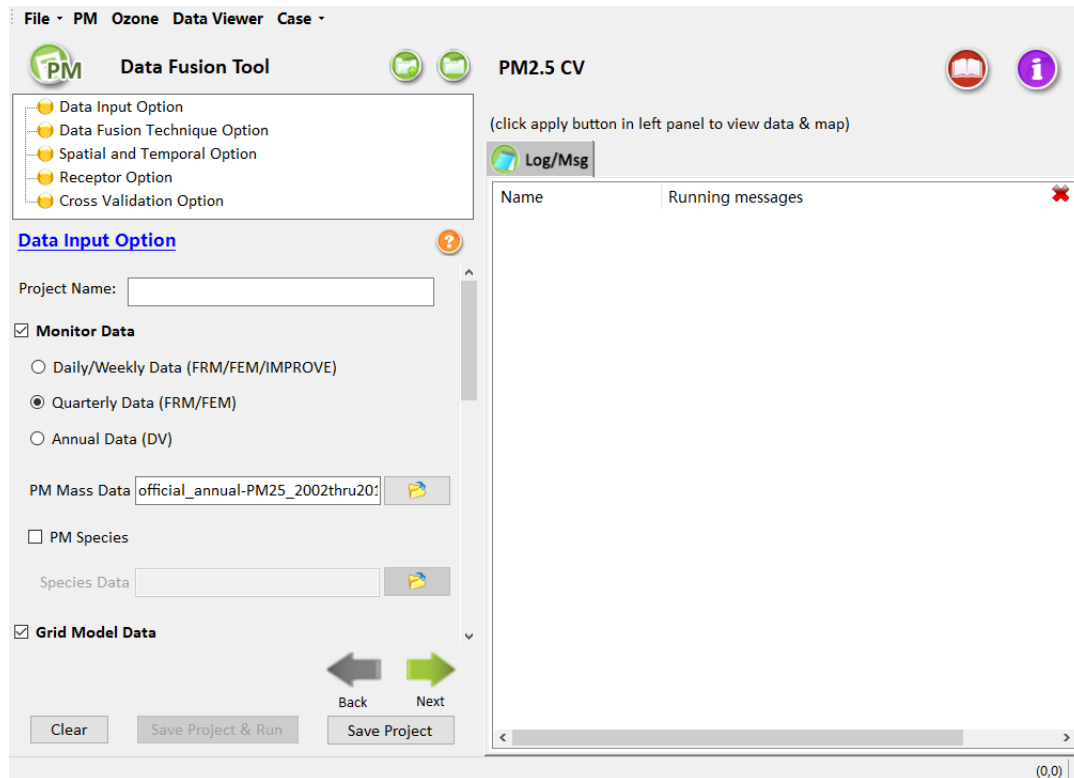 File PM Ozone Data Viewer Case
PM Data Fusion Tool
Data Input Option
Data Fusion Technique Option
Spatial and Temporal Option
Receptor Option
Cross Validation Option
Data Input Option
?
Project Name:
Monitor Data
Daily/Weekly Data (FRM/FEM/IMPROVE)
Quarterly Data (FRM/FEM)
Annual Data (DV)
PM Mass Data official_annual-PM25_2002thru201
PM Species
Species Data
Grid Model Data
Back Next
Clear Save Project & Run Save Project
PM2.5 CV
i
(click apply button in left panel to view data & map)
Log/Msg
Name Running messages
(0,0)